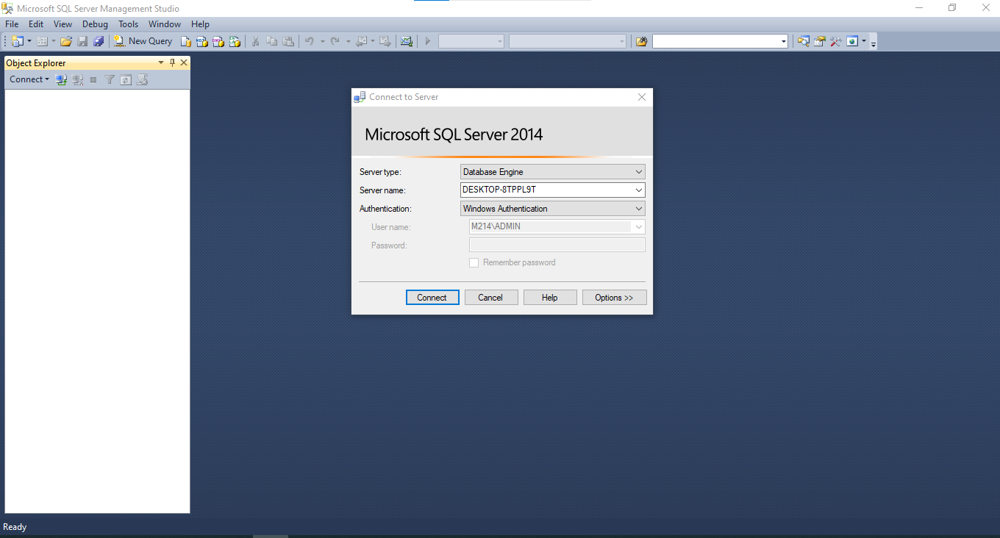 Microsoft SQL Server Management Studio
File Edit View Debug Tools Window Help
New Query
Object Explorer
Connect
Connect to Server
Microsoft SQL Server 2014
Server type: Database Engine
Server name: DESKTOP-8TPPL9T
Authentication: Windows Authentication
User name: M214\ADMIN
Password:
Remember password
Connect Cancel Help Options >>
Ready